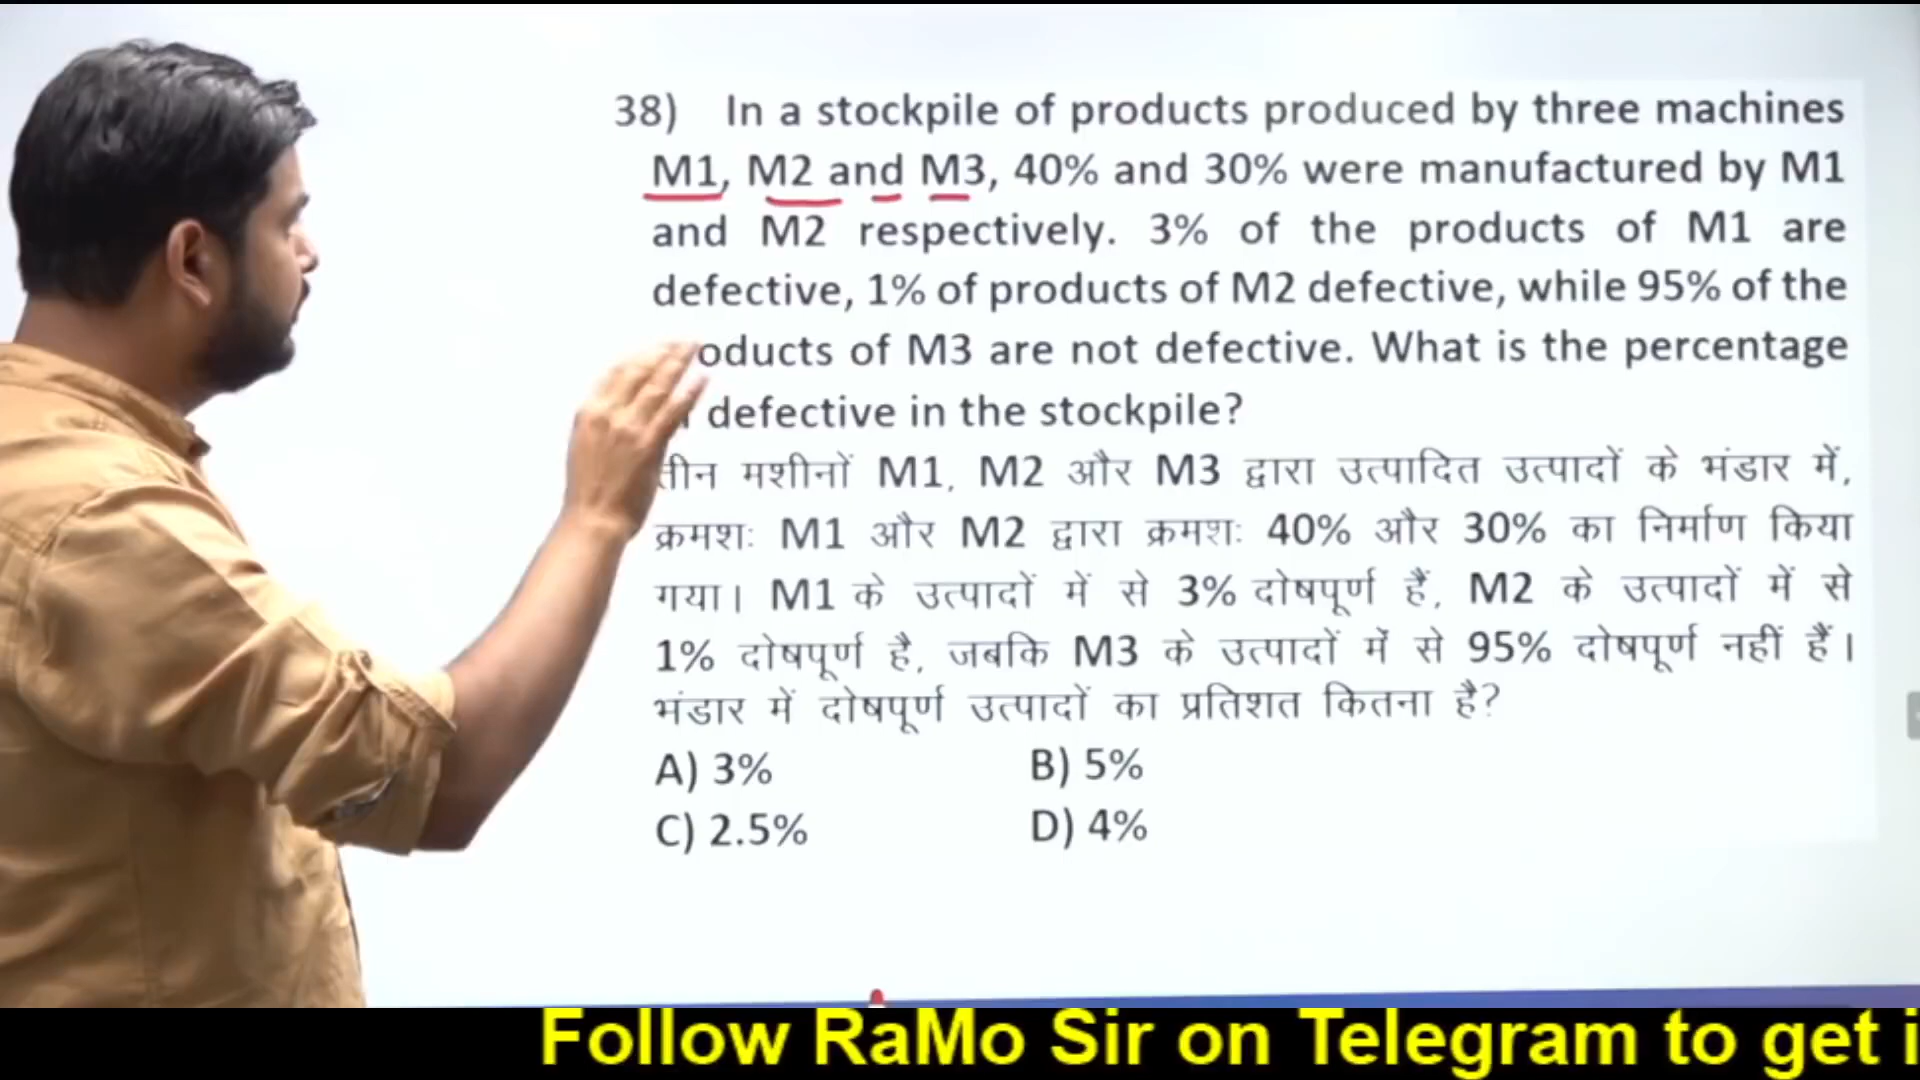 38) In a stockpile of products produced by three machines
M1, M2 and M3, 40% and 30% were manufactured by M1
and M2 respectively. 3% of the products of M1 are
defective, 1% of products of M2 defective, while 95% of the
oducts of M3 are not defective. What is the percentage
defective in the stockpile?
तीन मशीनों M1, M2 और M3 द्वारा उत्पादित उत्पादों के भंडार में,
क्रमशः M1 और M2 द्वारा क्रमशः 40% और 30% का निर्माण किया
गया। M1 के उत्पादों में से 3% दोषपूर्ण हैं, M2 के उत्पादों में से
1% दोषपूर्ण है, जबकि M3 के उत्पादों में से 95% दोषपूर्ण नहीं हैं।
भंडार में दोषपूर्ण उत्पादों का प्रतिशत कितना है?
A) 3% B) 5%
C) 2.5% D) 4%
Follow RaMo Sir on Telegram to get i